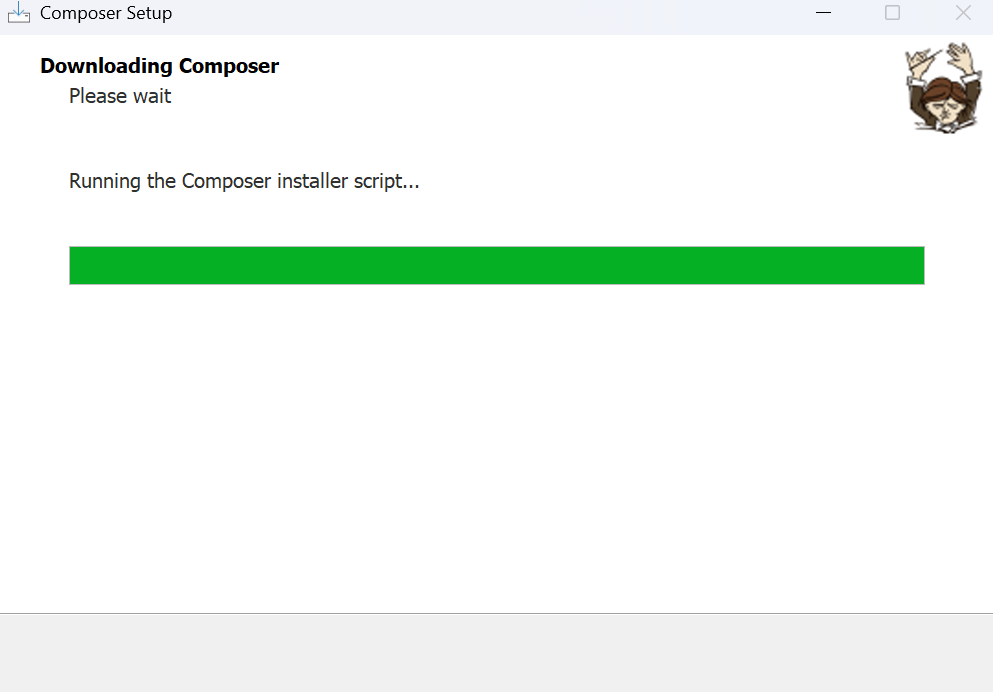 Composer Setup
Downloading Composer
Please wait
Running the Composer installer script...